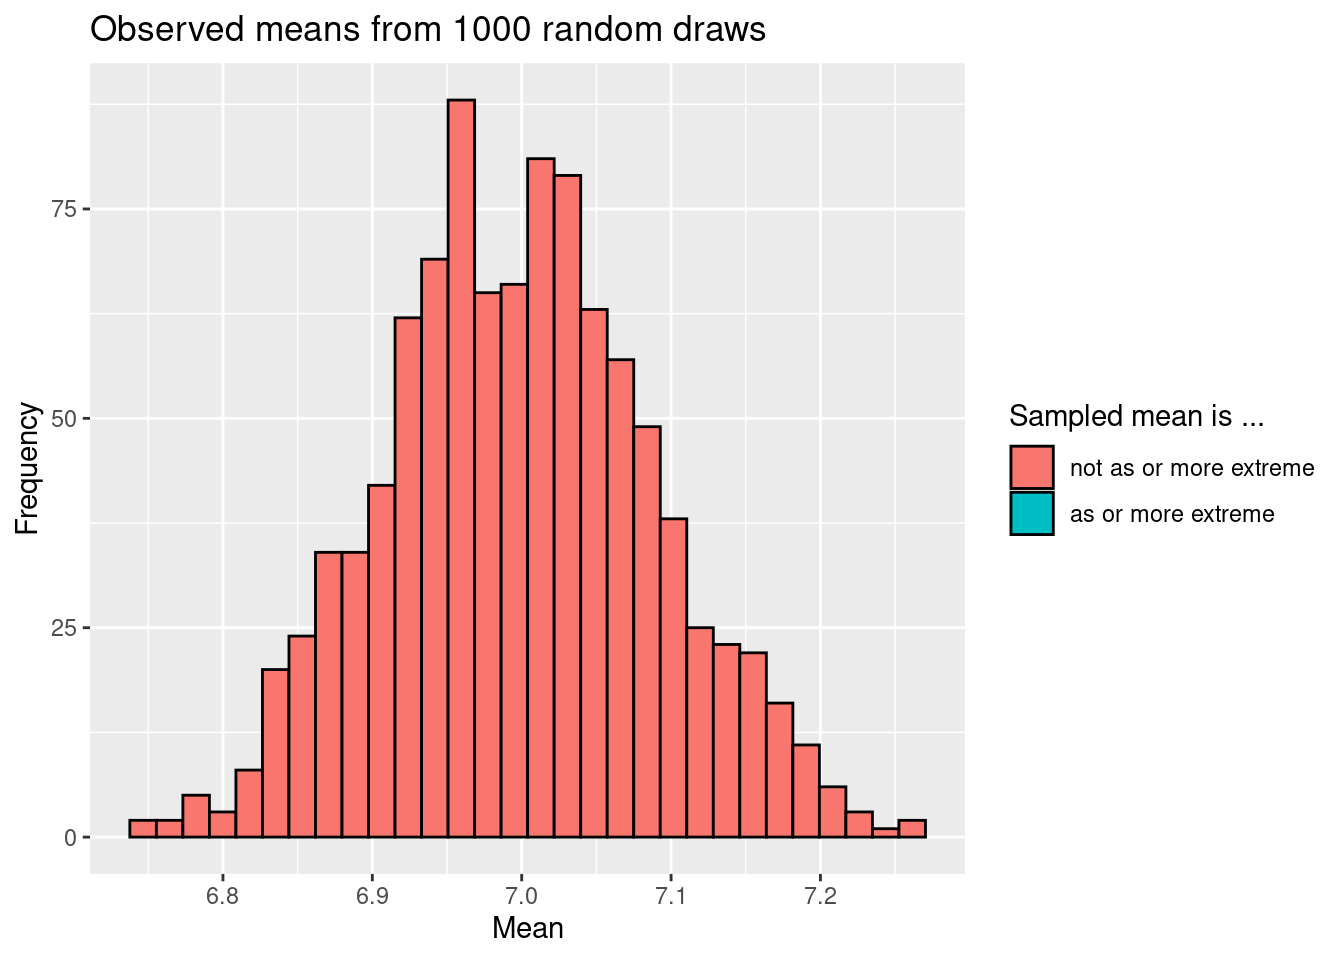 Observed means from 1000 random draws
75
50
25
0
Frequency
6.8 6.9 7.0 7.1 7.2
Mean
Sampled mean is ...
not as or more extreme
as or more extreme